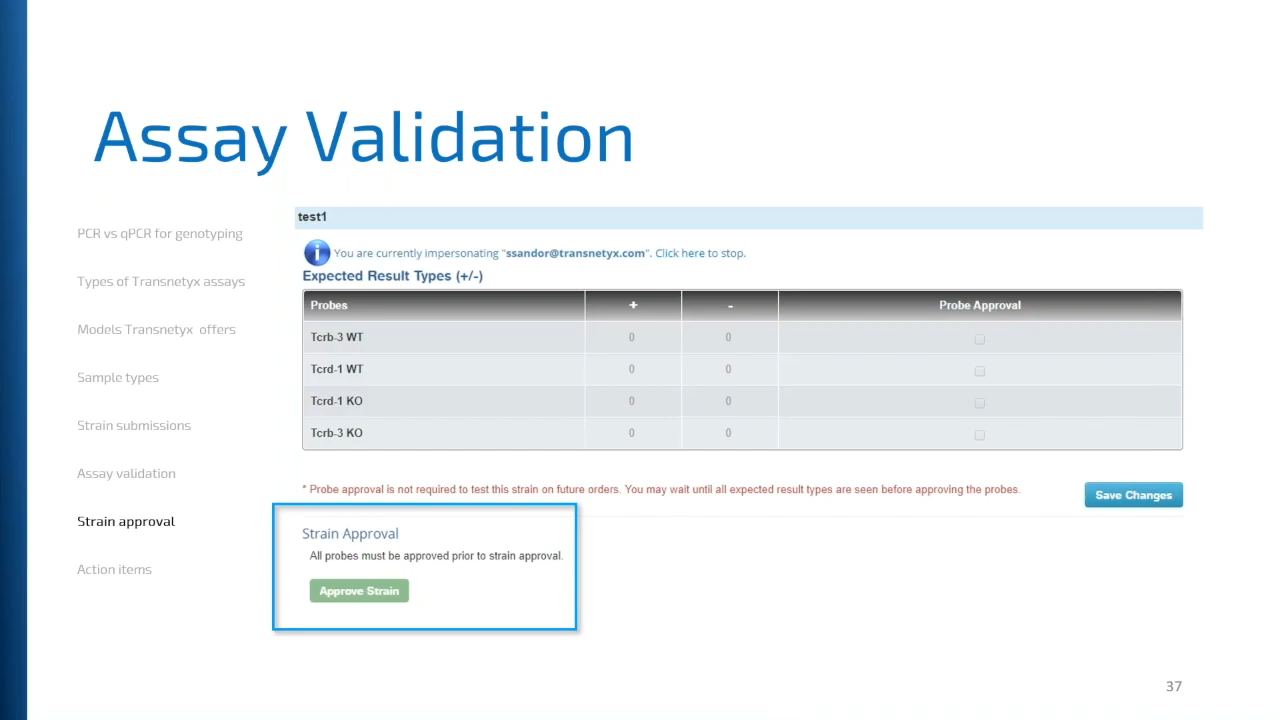 Assay Validation
PCR vs qPCR for genotyping
Types of Transnetyx assays
Models Transnetyx offers
Sample types
Strain submissions
Assay validation
Strain approval
Action items
test1
You are currently impersonating "ssandor@transnetyx.com". Click here to stop.
Expected Result Types (+/-)
Probes + - Probe Approval
Tcrb-3 WT 0 0
Tcrd-1 WT 0 0
Tcrd-1 KO 0 0
Tcrb-3 KO 0 0
* Probe approval is not required to test this strain on future orders. You may wait until all expected result types are seen before approving the probes.
Save Changes
Strain Approval
All probes must be approved prior to strain approval.
Approve Strain
37